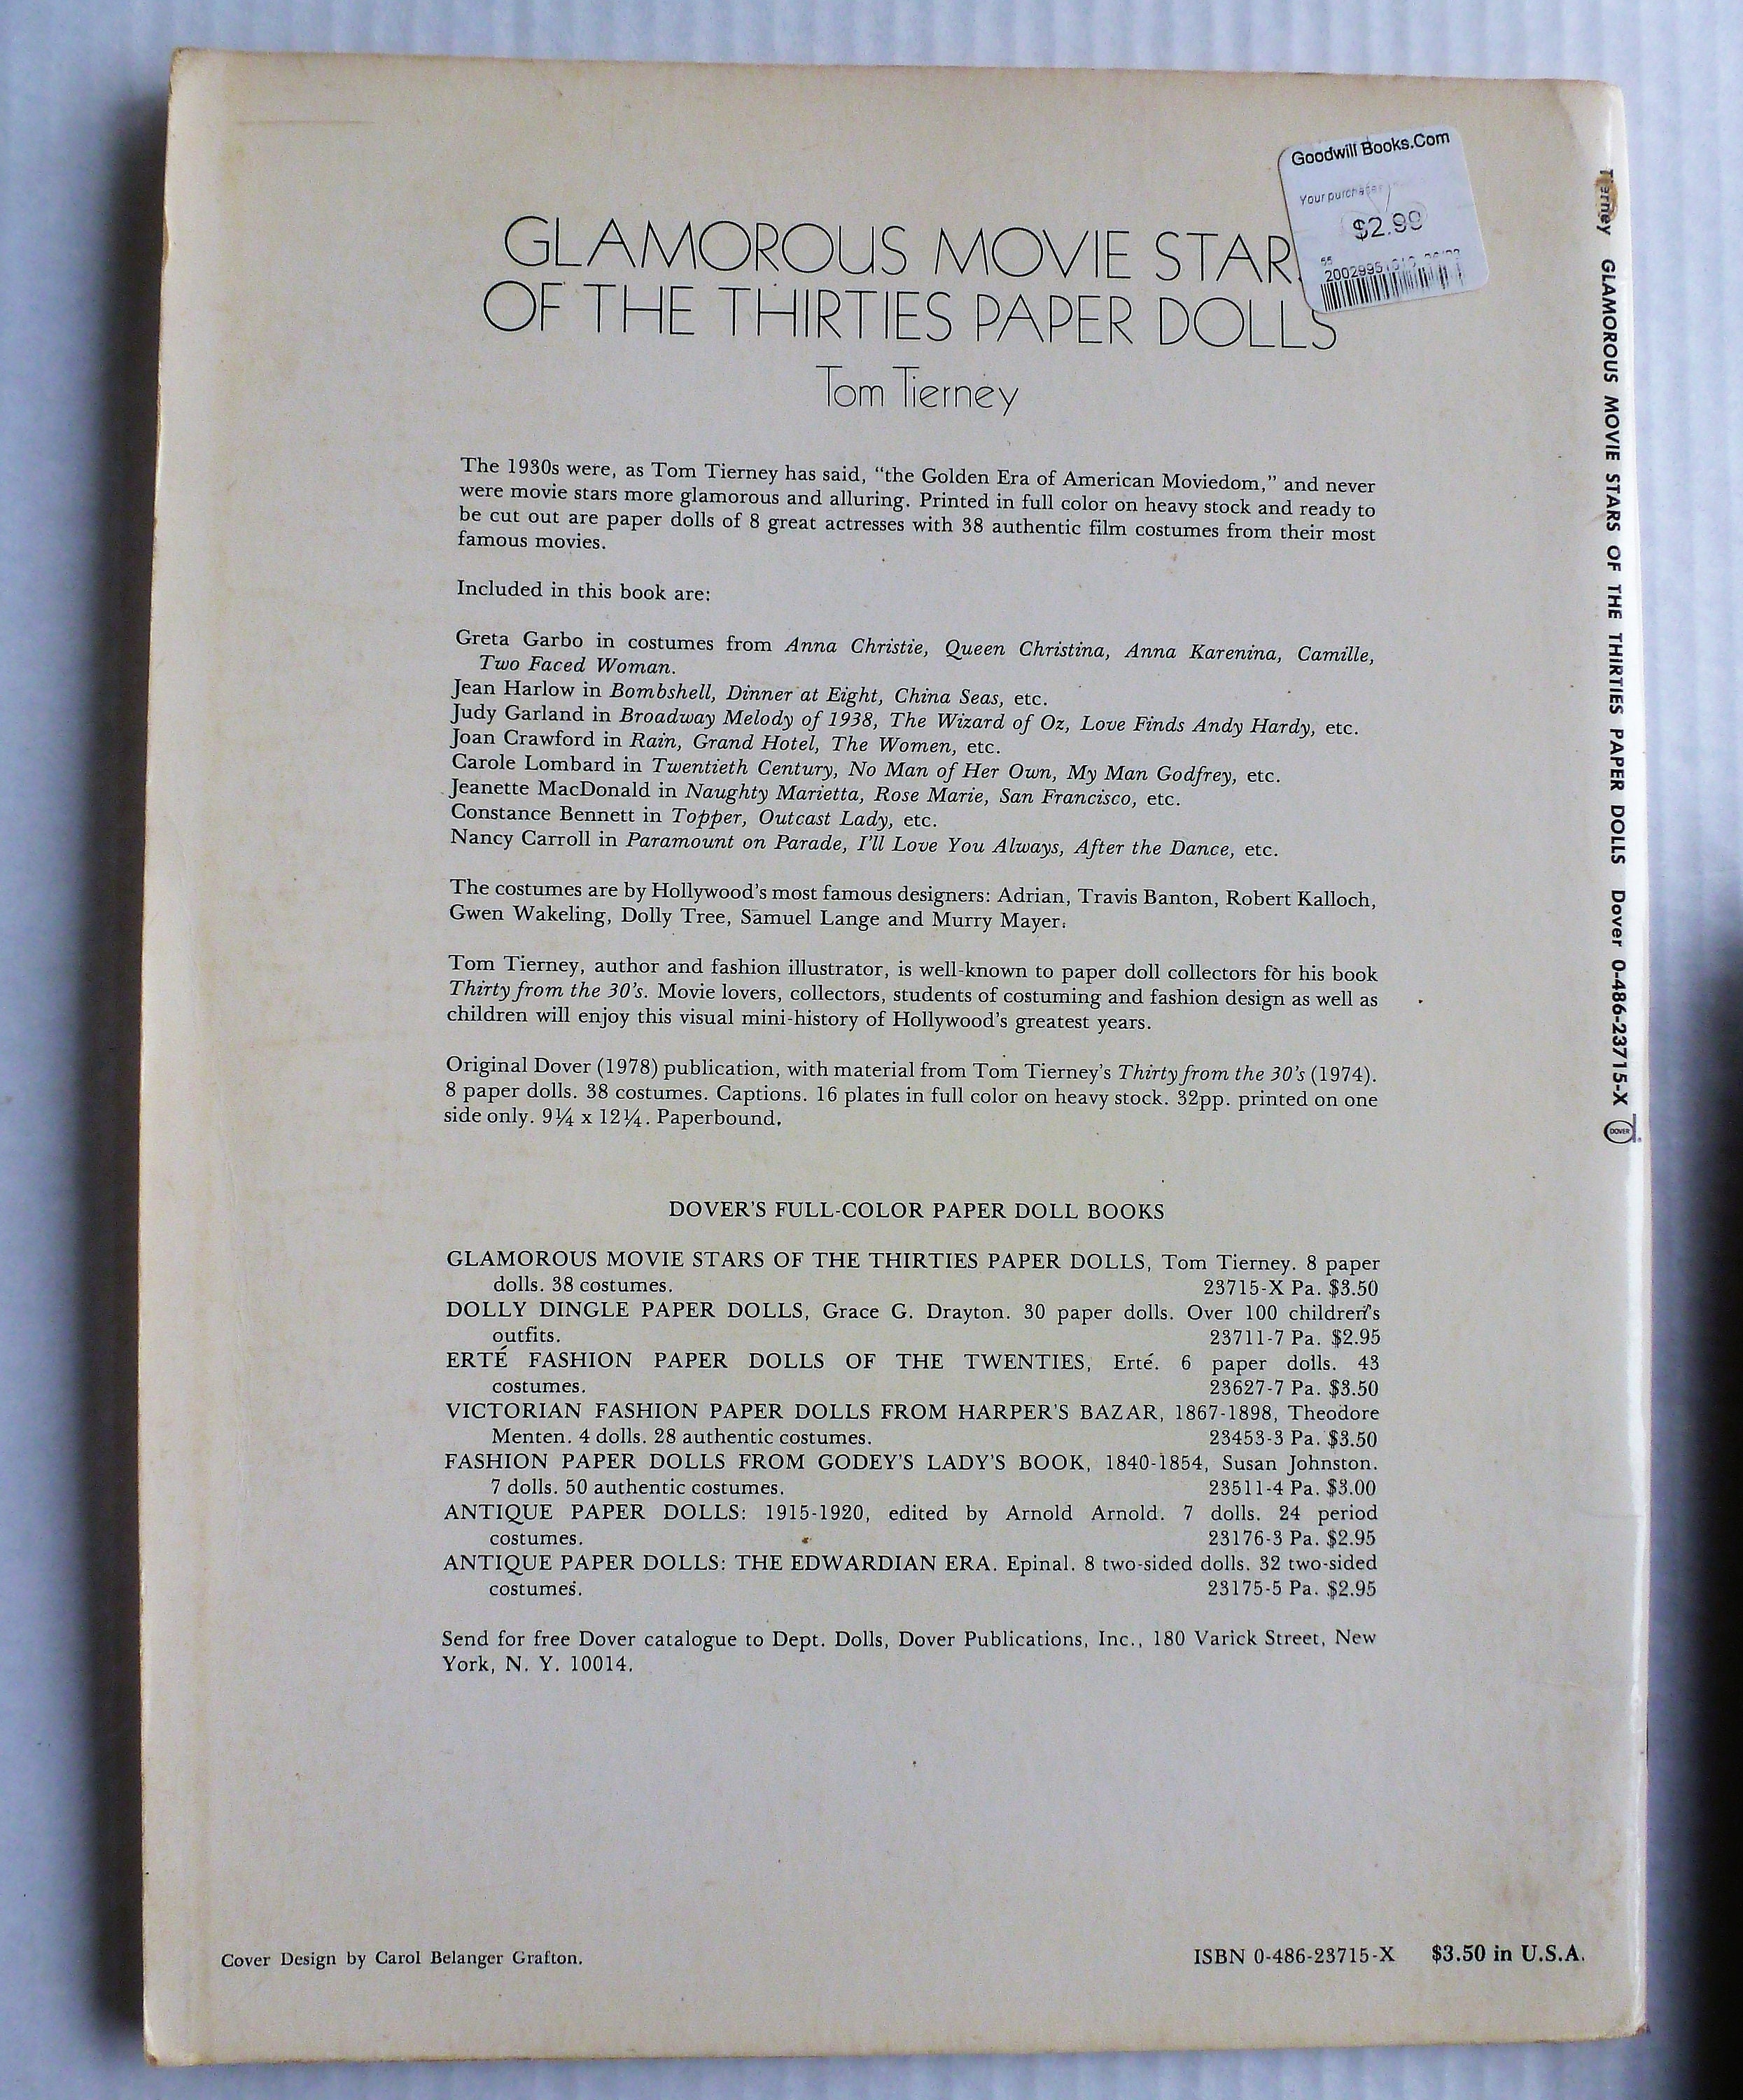 Goodwill Books.Com
Your purchase
$2.99
GLAMOROUS MOVIE STARS
OF THE THIRTIES PAPER DOLLS
Tom Tierney
The 1930s were, as Tom Tierney has said, “the Golden Era of American Moviedom,” and never
were movie stars more glamorous and alluring. Printed in full color on heavy stock and ready to
be cut out are paper dolls of 8 great actresses with 38 authentic film costumes from their most
famous movies.
Included in this book are:
Greta Garbo in costumes from Anna Christie, Queen Christina, Anna Karenina, Camille,
Two Faced Woman.
Jean Harlow in Bombshell, Dinner at Eight, China Seas, etc.
Judy Garland in Broadway Melody of 1938, The Wizard of Oz, Love Finds Andy Hardy, etc.
Joan Crawford in Rain, Grand Hotel, The Women, etc.
Carole Lombard in Twentieth Century, No Man of Her Own, My Man Godfrey, etc.
Jeanette MacDonald in Naughty Marietta, Rose Marie, San Francisco, etc.
Constance Bennett in Topper, Outcast Lady, etc.
Nancy Carroll in Paramount on Parade, I'll Love You Always, After the Dance, etc.
The costumes are by Hollywood's most famous designers: Adrian, Travis Banton, Robert Kalloch,
Gwen Wakeling, Dolly Tree, Samuel Lange and Murry Mayer.
Tom Tierney, author and fashion illustrator, is well-known to paper doll collectors for his book
Thirty from the 30's. Movie lovers, collectors, students of costuming and fashion design as well as
children will enjoy this visual mini-history of Hollywood's greatest years.
Original Dover (1978) publication, with material from Tom Tierney's Thirty from the 30's (1974).
8 paper dolls. 38 costumes. Captions. 16 plates in full color on heavy stock. 32pp. printed on one
side only. 9¼ x 12¼. Paperbound.
DOVER'S FULL-COLOR PAPER DOLL BOOKS
GLAMOROUS MOVIE STARS OF THE THIRTIES PAPER DOLLS, Tom Tierney. 8 paper
dolls. 38 costumes. 23715-X Pa. $3.50
DOLLY DINGLE PAPER DOLLS, Grace G. Drayton. 30 paper dolls. Over 100 children's
outfits. 23711-7 Pa. $2.95
ERTÉ FASHION PAPER DOLLS OF THE TWENTIES, Erté. 6 paper dolls. 43
costumes. 23627-7 Pa. $3.50
VICTORIAN FASHION PAPER DOLLS FROM HARPER'S BAZAR, 1867-1898, Theodore
Menten. 4 dolls. 28 authentic costumes. 23453-3 Pa. $3.50
FASHION PAPER DOLLS FROM GODEY'S LADY'S BOOK, 1840-1854, Susan Johnston.
7 dolls. 50 authentic costumes. 23511-4 Pa. $3.00
ANTIQUE PAPER DOLLS: 1915-1920, edited by Arnold Arnold. 7 dolls. 24 period
costumes. 23176-3 Pa. $2.95
ANTIQUE PAPER DOLLS: THE EDWARDIAN ERA. Epinal. 8 two-sided dolls. 32 two-sided
costumes. 23175-5 Pa. $2.95
Send for free Dover catalogue to Dept. Dolls, Dover Publications, Inc., 180 Varick Street, New
York, N. Y. 10014.
Cover Design by Carol Belanger Grafton.
ISBN 0-486-23715-X $3.50 in U.S.A.
Tierney GLAMOROUS MOVIE STARS OF THE THIRTIES PAPER DOLLS Dover 0-486-23715-X
DOVER